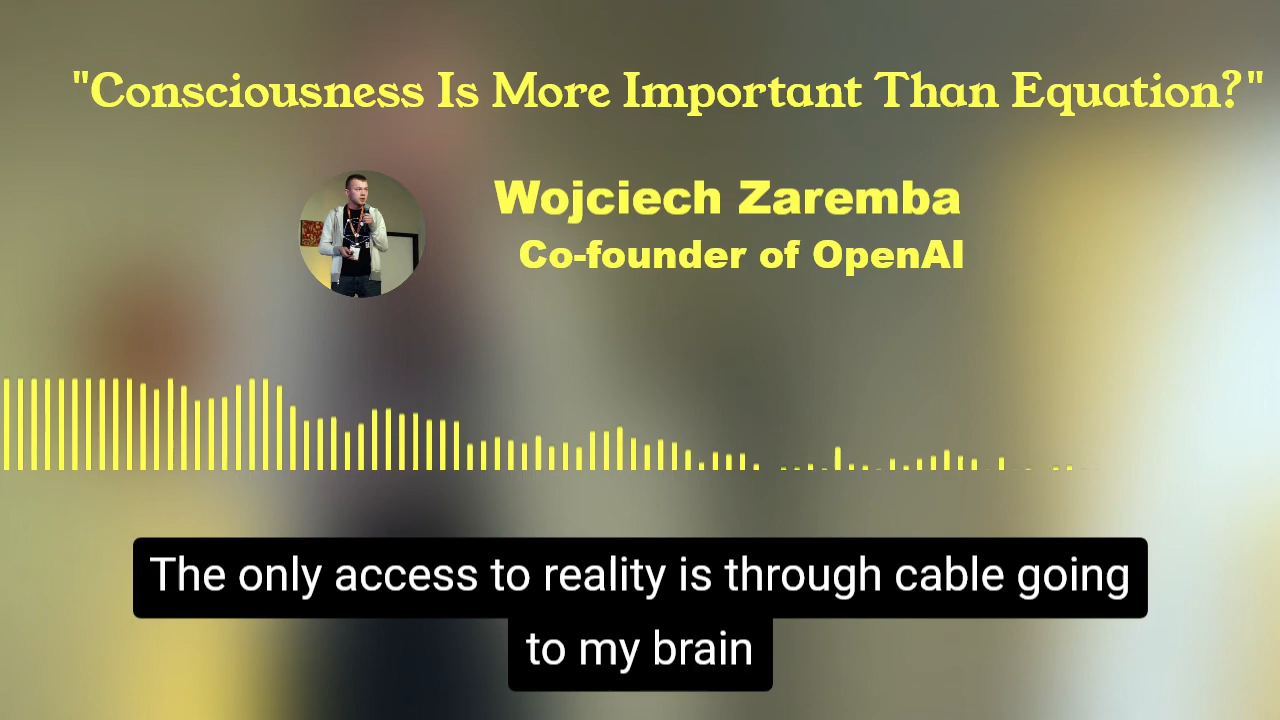 "Consciousness Is More Important Than Equation?"
Wojciech Zaremba
Co-founder of OpenAI
The only access to reality is through cable going
to my brain